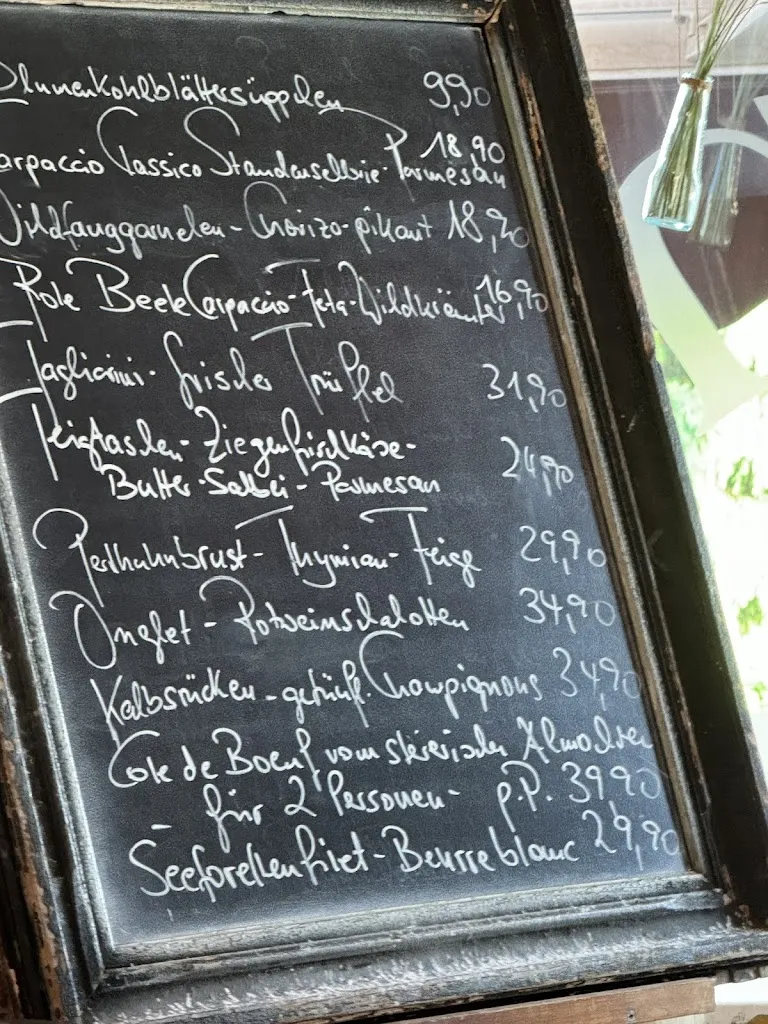 Blumenkohlblättersüppchen 9,90
Carpaccio Classico Standensellerie-Parmesan 18,90
Wildfanggarnelen-Chorizo-pikant 18,90
Rote Beete Carpaccio-Feta-Wildkräuter 16,90
Tagliarini-frischer Trüffel 31,90
Teigtaschen-Ziegenfrischkäse-
Butter-Salbei-Parmesan 24,90
Perlhuhnbrust-Thymian-Feige 29,90
Onglet-Rotweinschalotten 34,90
Kalbsrücken-getrüff. Champignons 34,90
Cote de Boeuf vom steirischen Almochsen
- für 2 Personen- p.P. 39,90
Seeforellenfilet-Beurre blanc 29,90